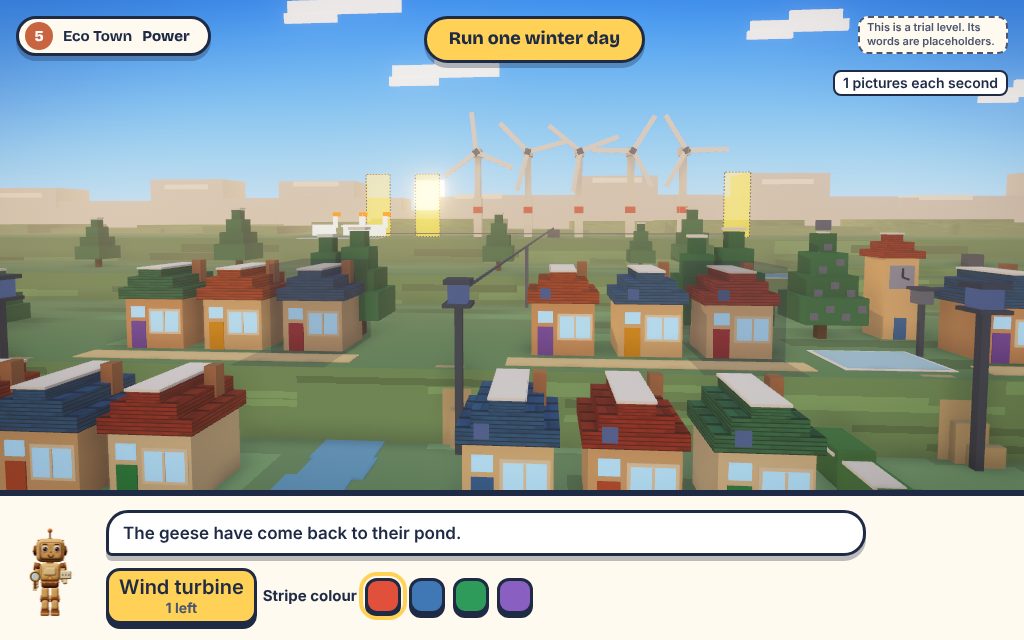 5 Eco Town Power
Run one winter day
This is a trial level. Its
words are placeholders.
1 pictures each second
The geese have come back to their pond.
Wind turbine
1 left
Stripe colour